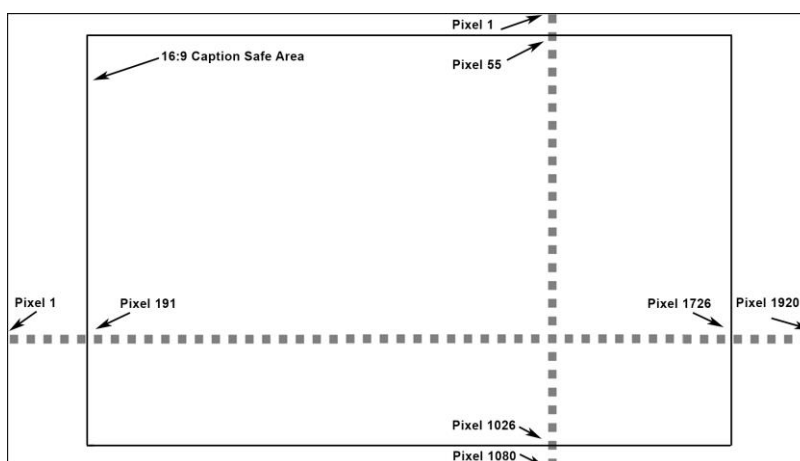 Pixel 1
16:9 Caption Safe Area
Pixel 55
Pixel 1
Pixel 191
Pixel 1726
Pixel 1920
Pixel 1026
Pixel 1080